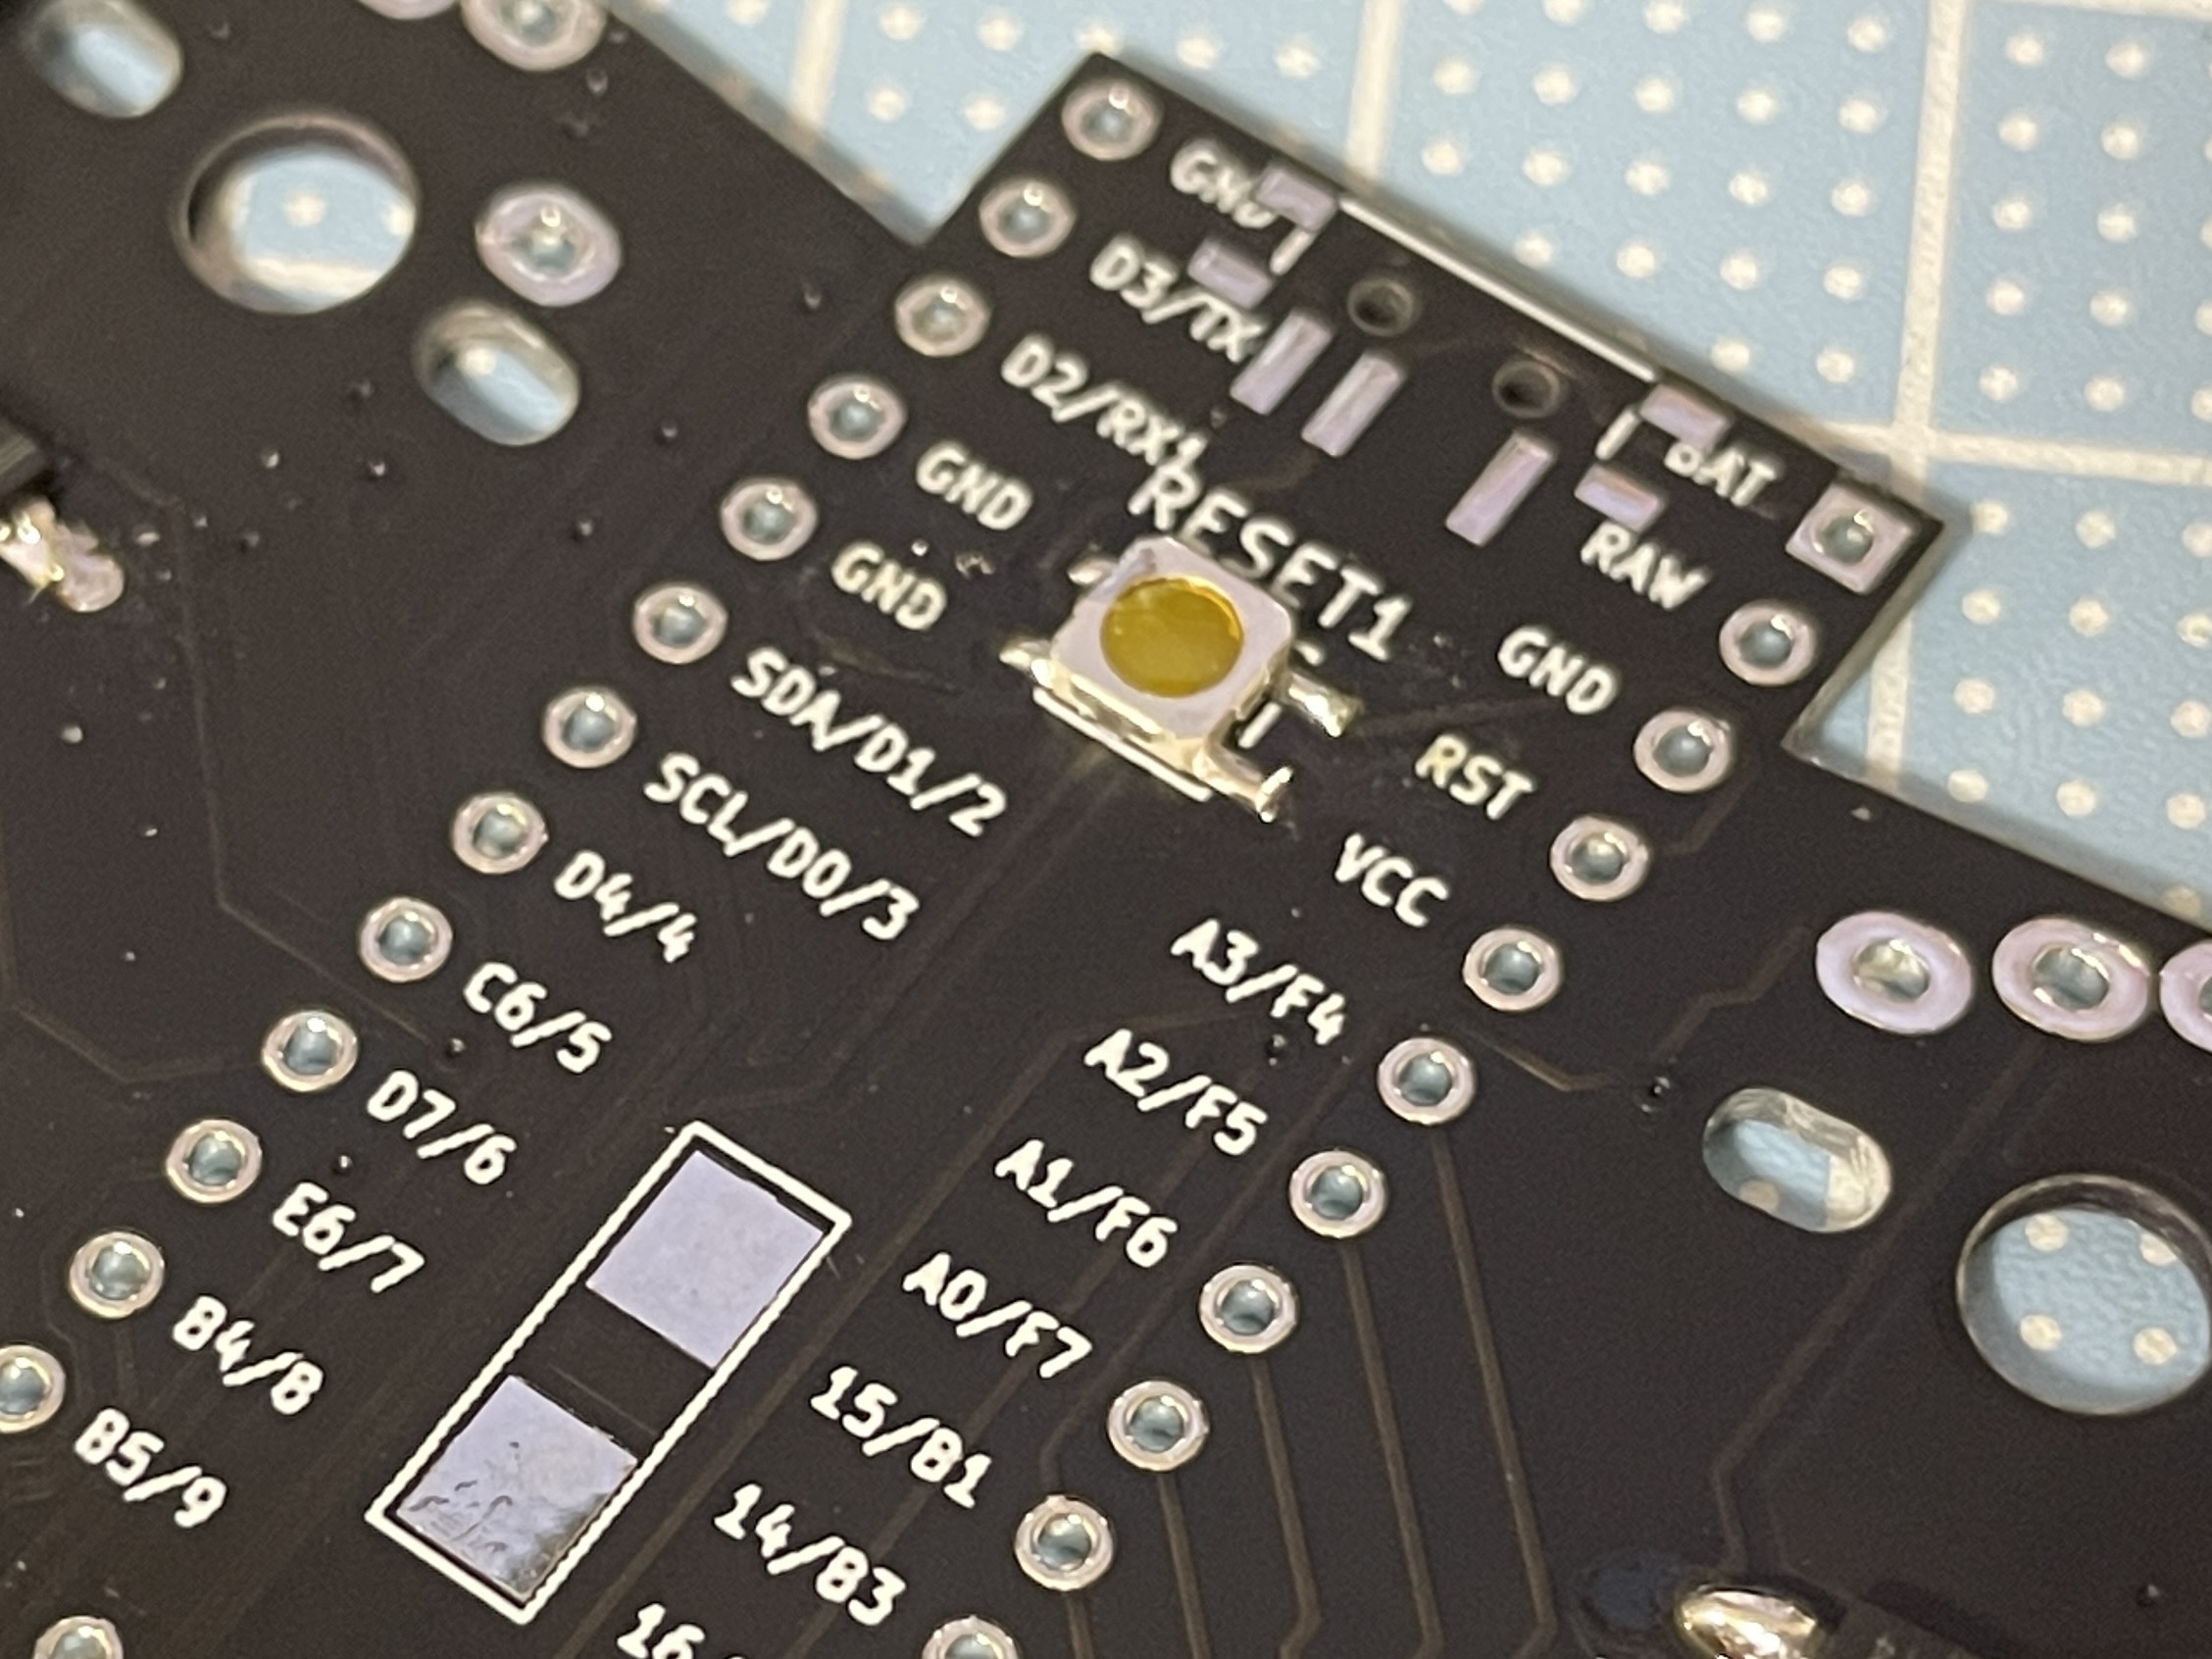 GND
D3/TX
D2/RX1
GND
GND
SDA/D1/2
SCL/D0/3
D4/4
C6/5
D7/6
E6/7
B4/8
B5/9
RESET1
BAT
RAW
GND
RST
VCC
A3/F4
A2/F5
A1/F6
A0/F7
15/B1
14/B3
16